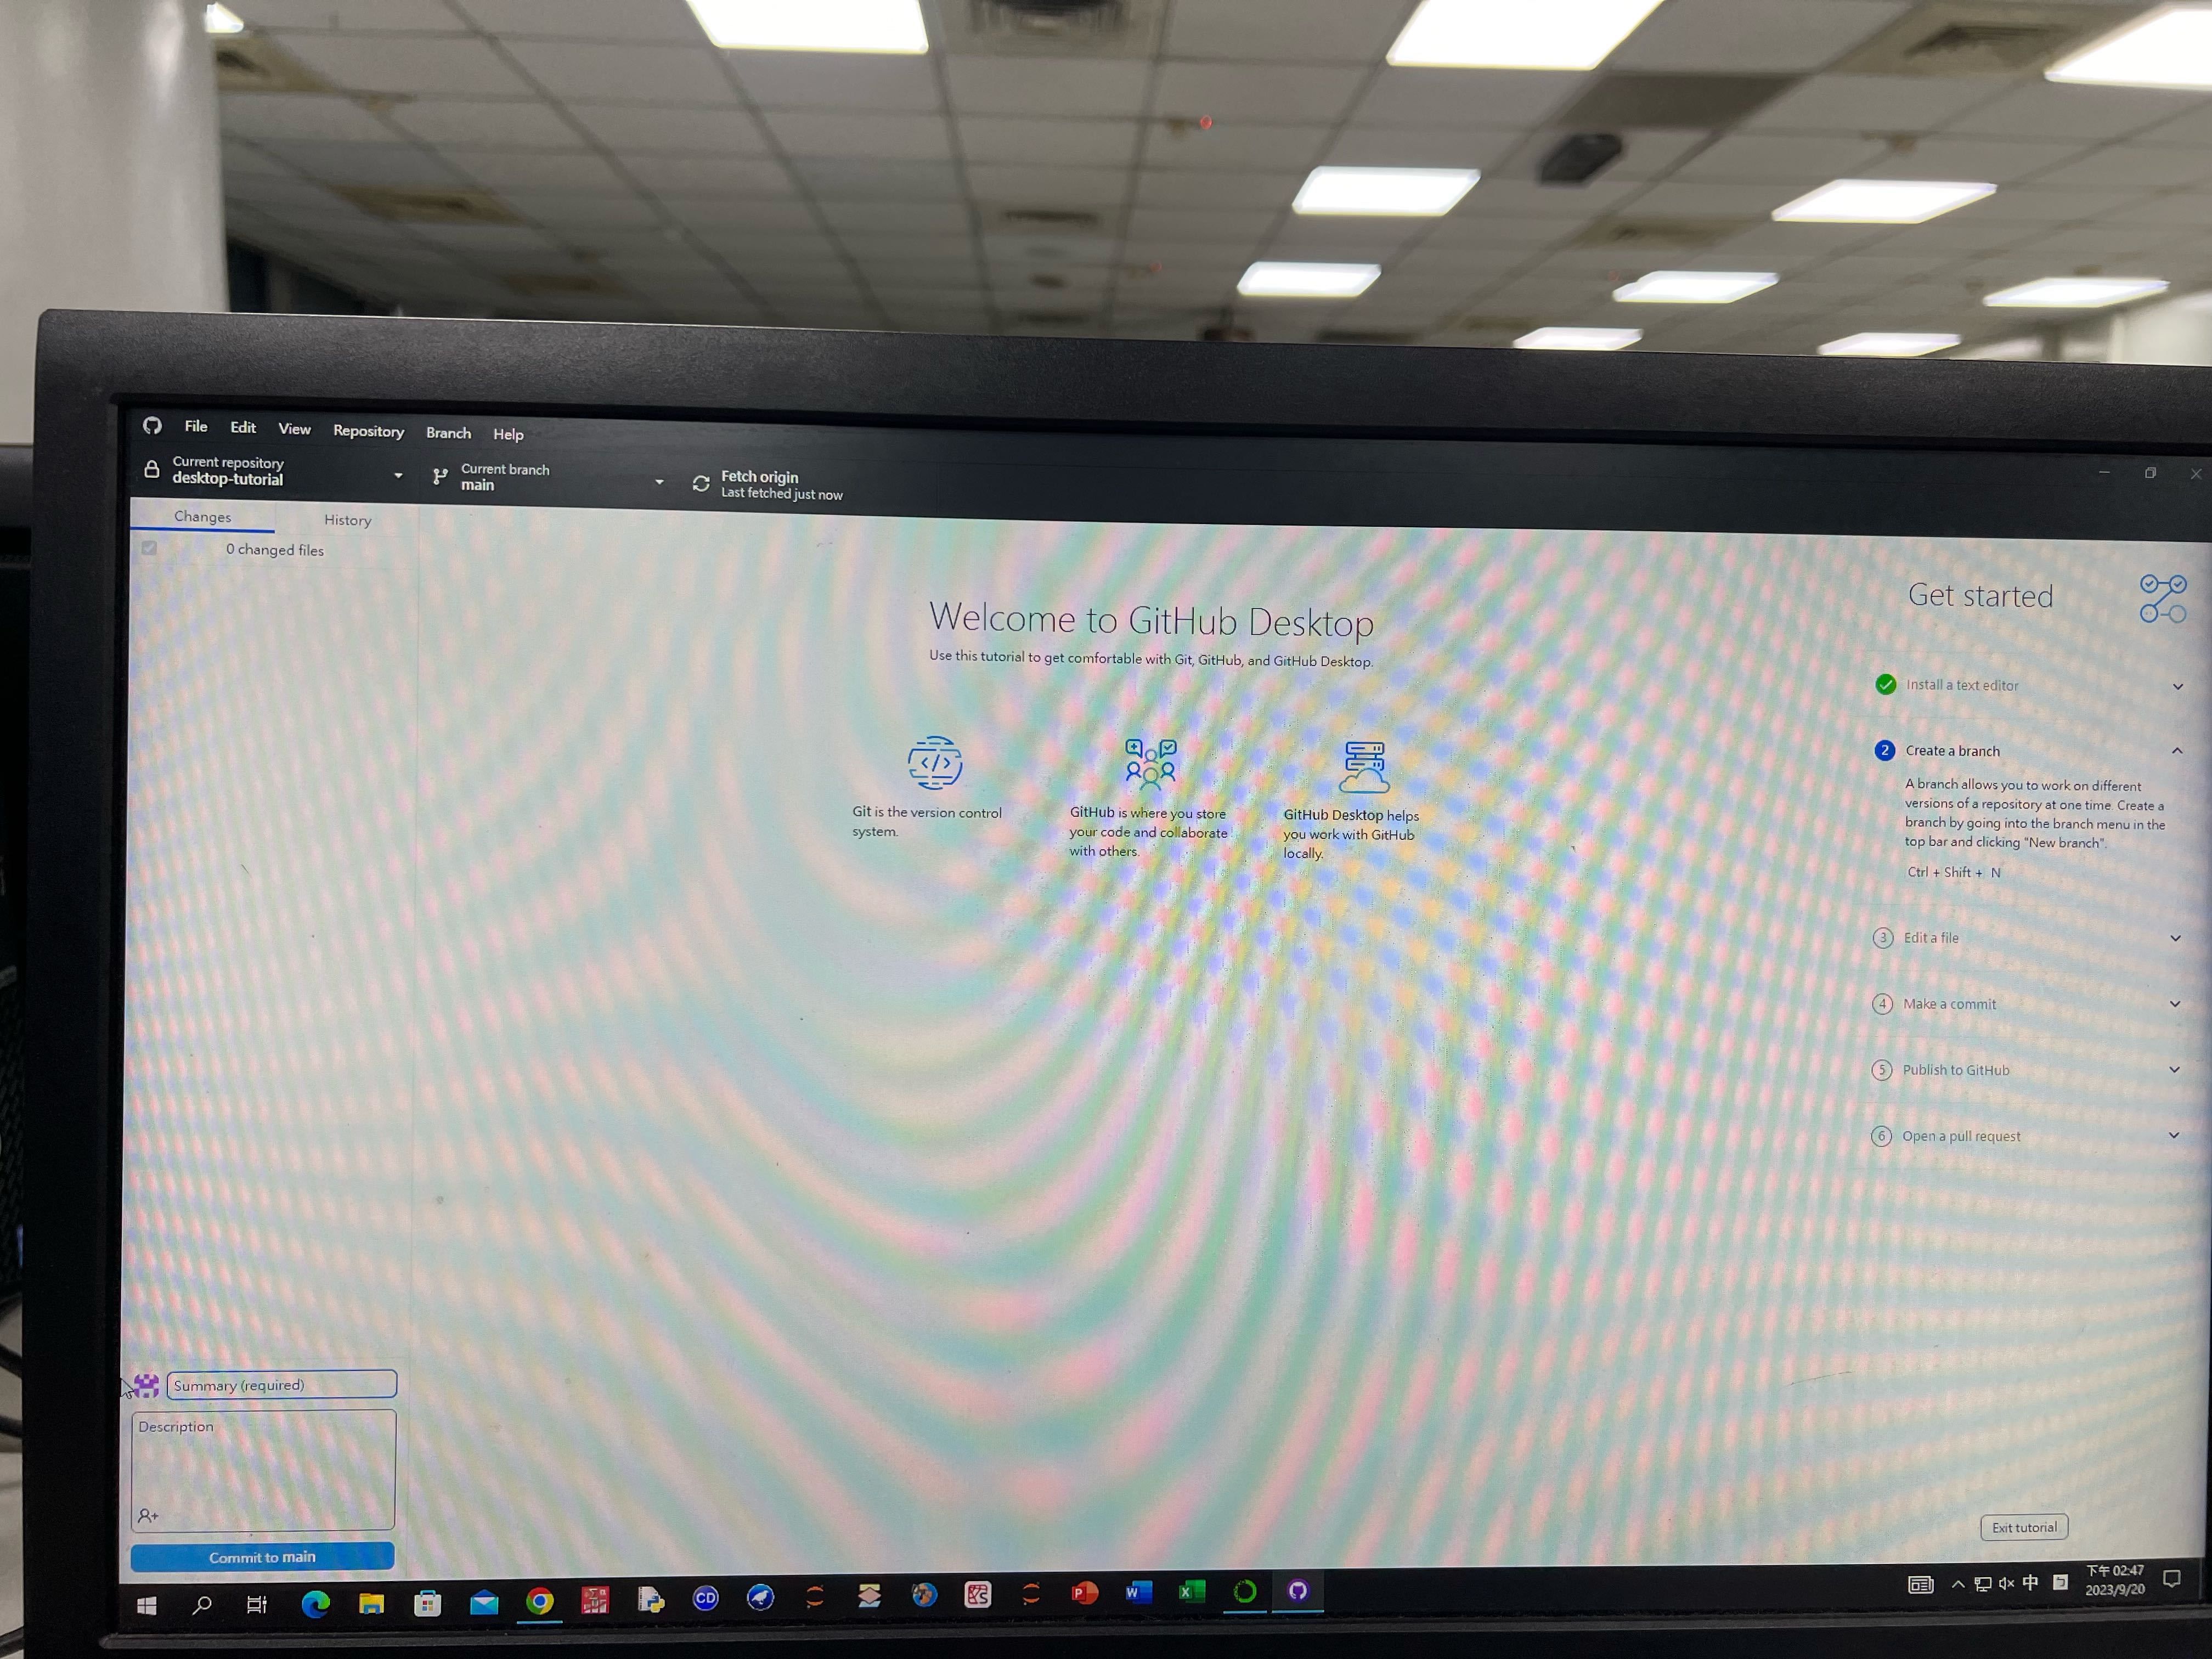 File Edit View Repository Branch Help
Current repository
desktop-tutorial
Current branch
main
Fetch origin
Last fetched just now
Changes History
0 changed files
Welcome to GitHub Desktop
Use this tutorial to get comfortable with Git, GitHub, and GitHub Desktop.
Git is the version control
system.
GitHub is where you store
your code and collaborate
with others.
GitHub Desktop helps
you work with GitHub
locally.
Get started
Install a text editor
2 Create a branch
A branch allows you to work on different
versions of a repository at one time. Create a
branch by going into the branch menu in the
top bar and clicking "New branch".
Ctrl + Shift + N
3 Edit a file
4 Make a commit
5 Publish to GitHub
6 Open a pull request
Summary (required)
Description
Commit to main
Exit tutorial
CD
P
W
X
中
下午 02:47
2023/9/20